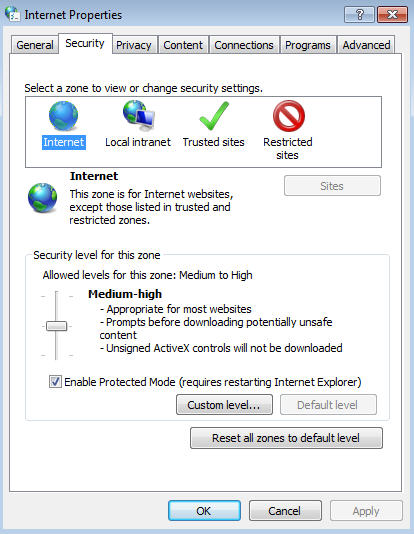 Internet Properties
?
General Security Privacy Content Connections Programs Advanced
Select a zone to view or change security settings.
Internet Local intranet Trusted sites Restricted
sites
Internet
Sites
This zone is for Internet websites,
except those listed in trusted and
restricted zones.
Security level for this zone
Allowed levels for this zone: Medium to High
Medium-high
- Appropriate for most websites
- Prompts before downloading potentially unsafe
content
- Unsigned ActiveX controls will not be downloaded
Enable Protected Mode (requires restarting Internet Explorer)
Custom level... Default level
Reset all zones to default level
OK Cancel Apply